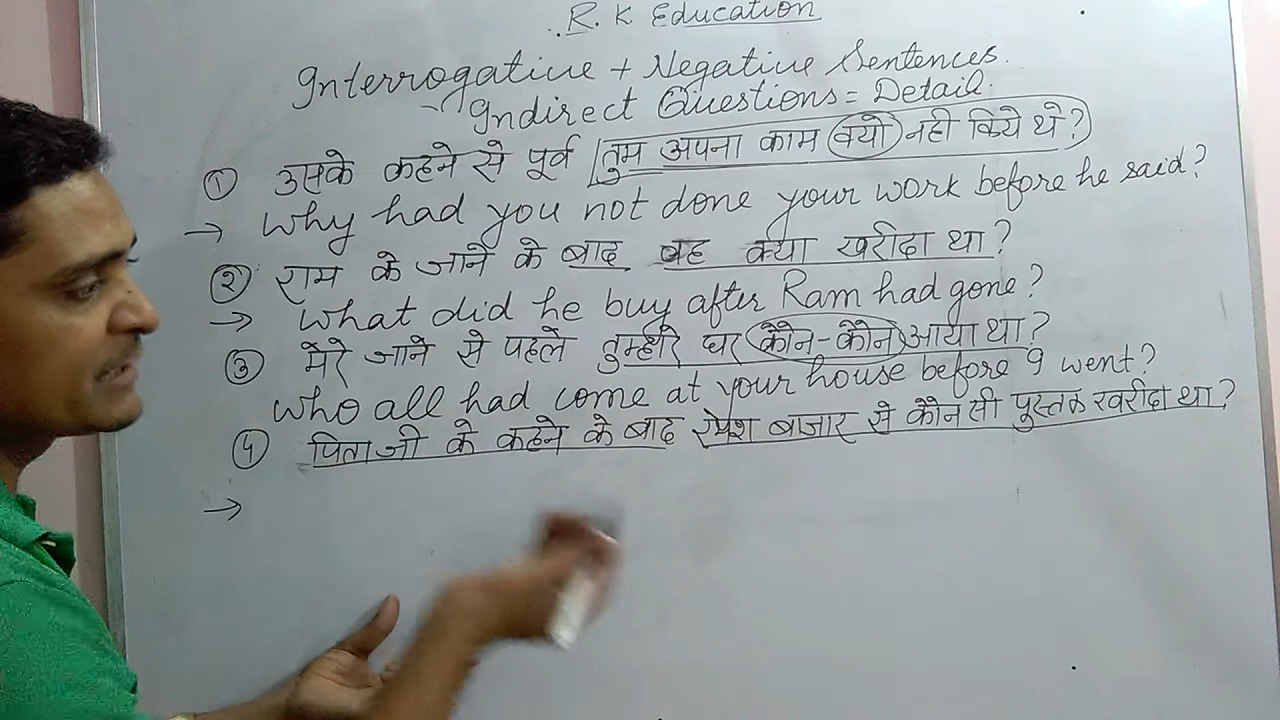 R. K Education
Interrogative + Negative Sentences.
Indirect Questions = Detail.
① उसके कहने से पूर्व तुम अपना काम क्यों नही किये थे?
→ Why had you not done your work before he said?
② राम के जाने के बाद वह क्या खरीदा था?
→ What did he buy after Ram had gone?
③ मेरे जाने से पहले तुम्हारे घर कौन-कौन आया था?
Who all had come at your house before I went?
④ पिताजी के कहने के बाद रमेश बाजार से कौन सी पुस्तक खरीदा था?
→